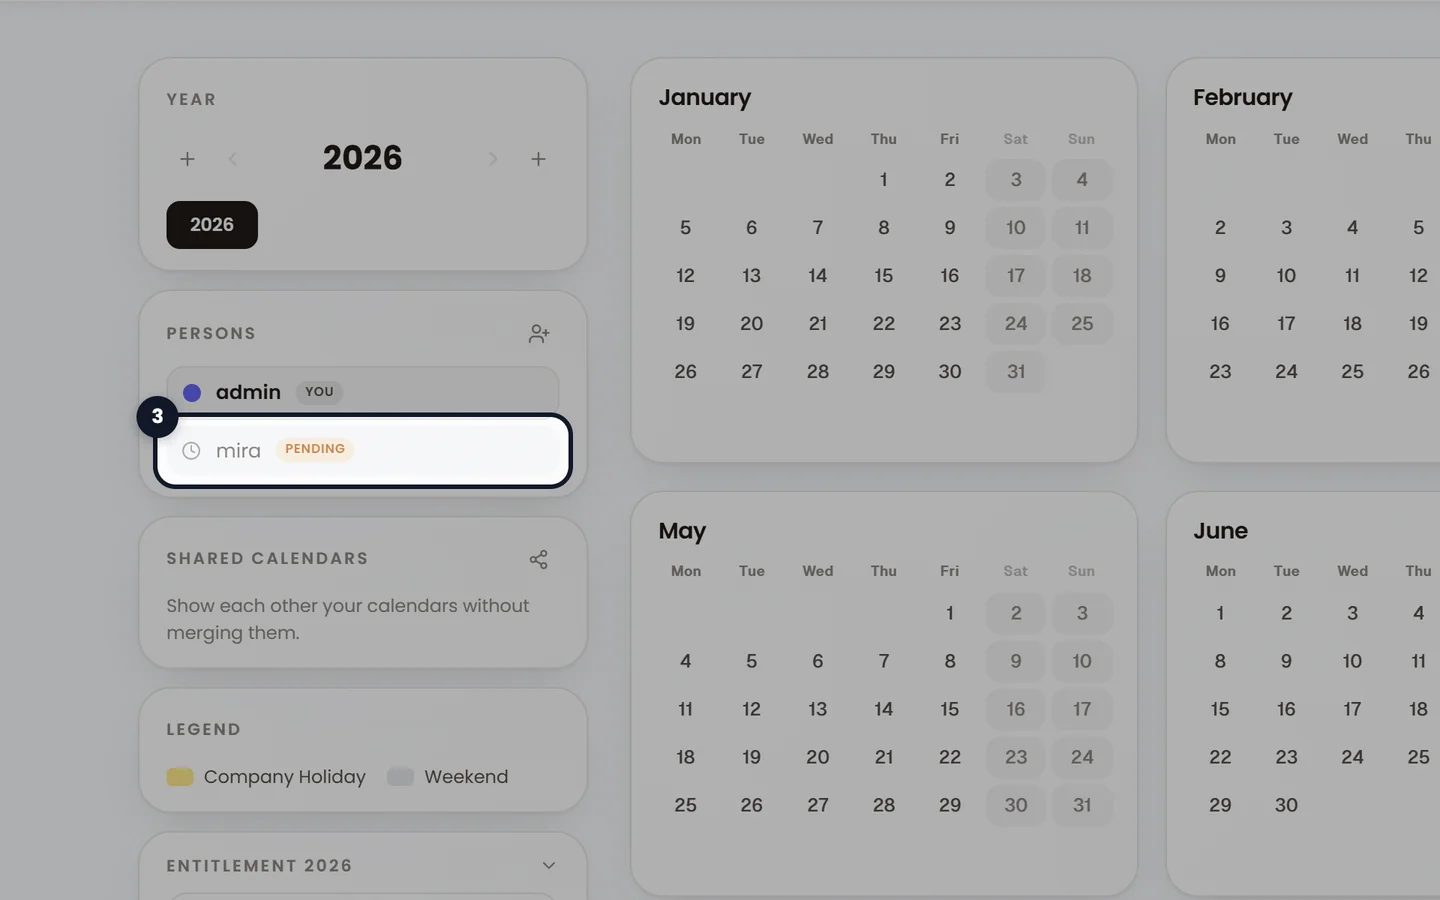 YEAR
2026
2026
PERSONS
admin YOU
3
mira PENDING
SHARED CALENDARS
Show each other your calendars without
merging them.
LEGEND
Company Holiday Weekend
ENTITLEMENT 2026
January
Mon Tue Wed Thu Fri Sat Sun
1 2 3 4
5 6 7 8 9 10 11
12 13 14 15 16 17 18
19 20 21 22 23 24 25
26 27 28 29 30 31
February
Mon Tue Wed Thu
2 3 4 5
9 10 11 12
16 17 18 19
23 24 25 26
May
Mon Tue Wed Thu Fri Sat Sun
1 2 3
4 5 6 7 8 9 10
11 12 13 14 15 16 17
18 19 20 21 22 23 24
25 26 27 28 29 30 31
June
Mon Tue Wed Thu
1 2 3 4
8 9 10 11
15 16 17 18
22 23 24 25
29 30